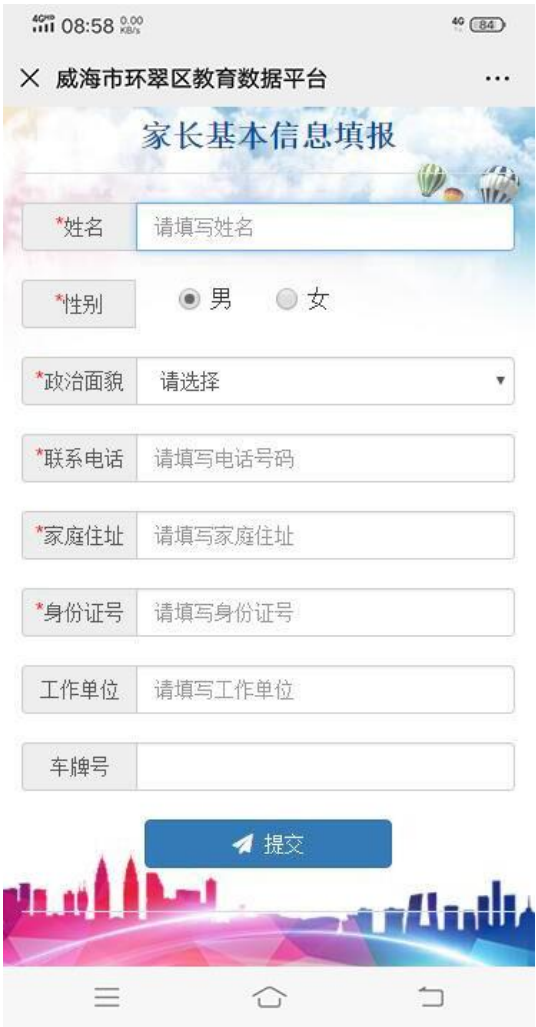 4GHD 08:58 0.00 KB/s 4G 84
威海市环翠区教育数据平台
家长基本信息填报
*姓名 请填写姓名
*性别 男 女
*政治面貌 请选择
*联系电话 请填写电话号码
*家庭住址 请填写家庭住址
*身份证号 请填写身份证号
工作单位 请填写工作单位
车牌号
提交